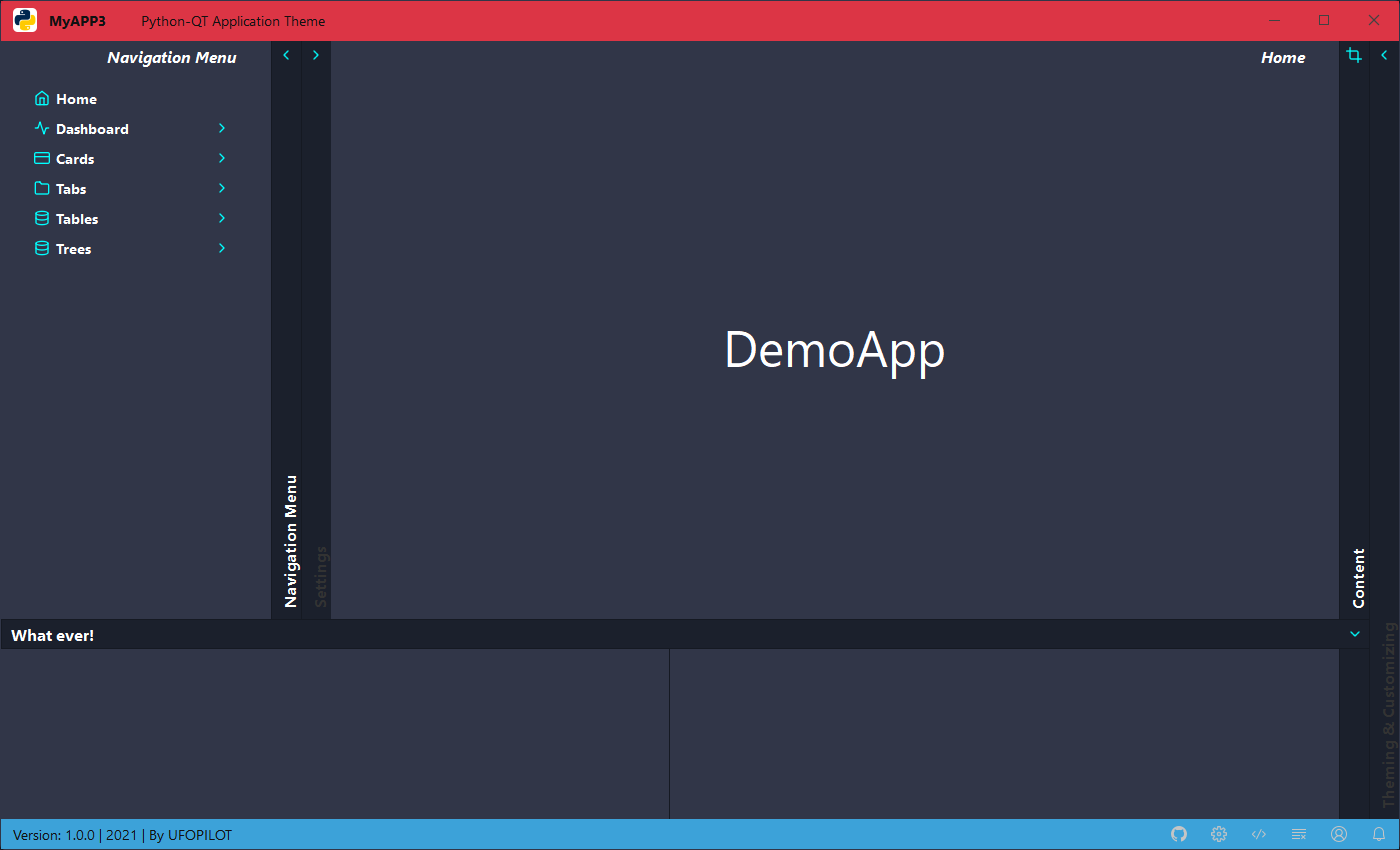 MyAPP3
Python-QT Application Theme
Navigation Menu
Home
Dashboard
Cards
Tabs
Tables
Trees
Navigation Menu
Settings
Home
DemoApp
Content
Theming & Customizing
What ever!
Version: 1.0.0 | 2021 | By UFOPILOT